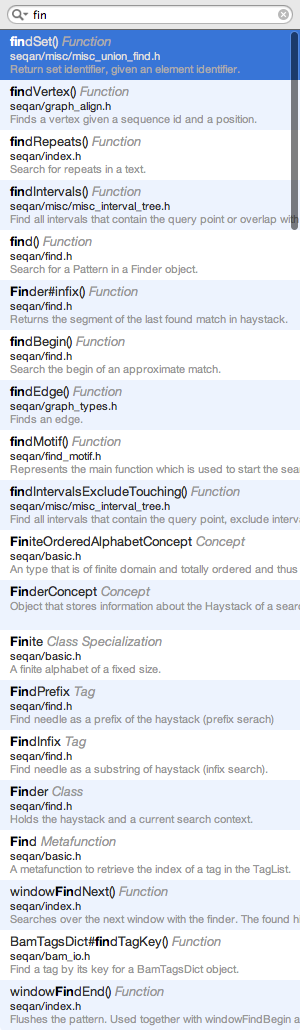 fin
findSet() Function
seqan/misc/misc_union_find.h
Return set identifier, given an element identifier.
findVertex() Function
seqan/graph_align.h
Finds a vertex given a sequence id and a position.
findRepeats() Function
seqan/index.h
Search for repeats in a text.
findIntervals() Function
seqan/misc/misc_interval_tree.h
Find all intervals that contain the query point or overlap with
find() Function
seqan/find.h
Search for a Pattern in a Finder object.
Finder#infix() Function
seqan/find.h
Returns the segment of the last found match in haystack.
findBegin() Function
seqan/find.h
Search the begin of an approximate match.
findEdge() Function
seqan/graph_types.h
Finds an edge.
findMotif() Function
seqan/find_motif.h
Represents the main function which is used to start the sea
findIntervalsExcludeTouching() Function
seqan/misc/misc_interval_tree.h
Find all intervals that contain the query point, exclude interv
FiniteOrderedAlphabetConcept Concept
seqan/basic.h
An type that is of finite domain and totally ordered and thus
FinderConcept Concept
Object that stores information about the Haystack of a sear
Finite Class Specialization
seqan/basic.h
A finite alphabet of a fixed size.
FindPrefix Tag
seqan/find.h
Find needle as a prefix of the haystack (prefix serach)
FindInfix Tag
seqan/find.h
Find needle as a substring of haystack (infix search).
Finder Class
seqan/find.h
Holds the haystack and a current search context.
Find Metafunction
seqan/basic.h
A metafunction to retrieve the index of a tag in the TagList.
windowFindNext() Function
seqan/index.h
Searches over the next window with the finder. The found hi
BamTagsDict#findTagKey() Function
seqan/bam_io.h
Find a tag by its key for a BamTagsDict object.
windowFindEnd() Function
seqan/index.h
Flushes the pattern. Used together with windowFindBegin a